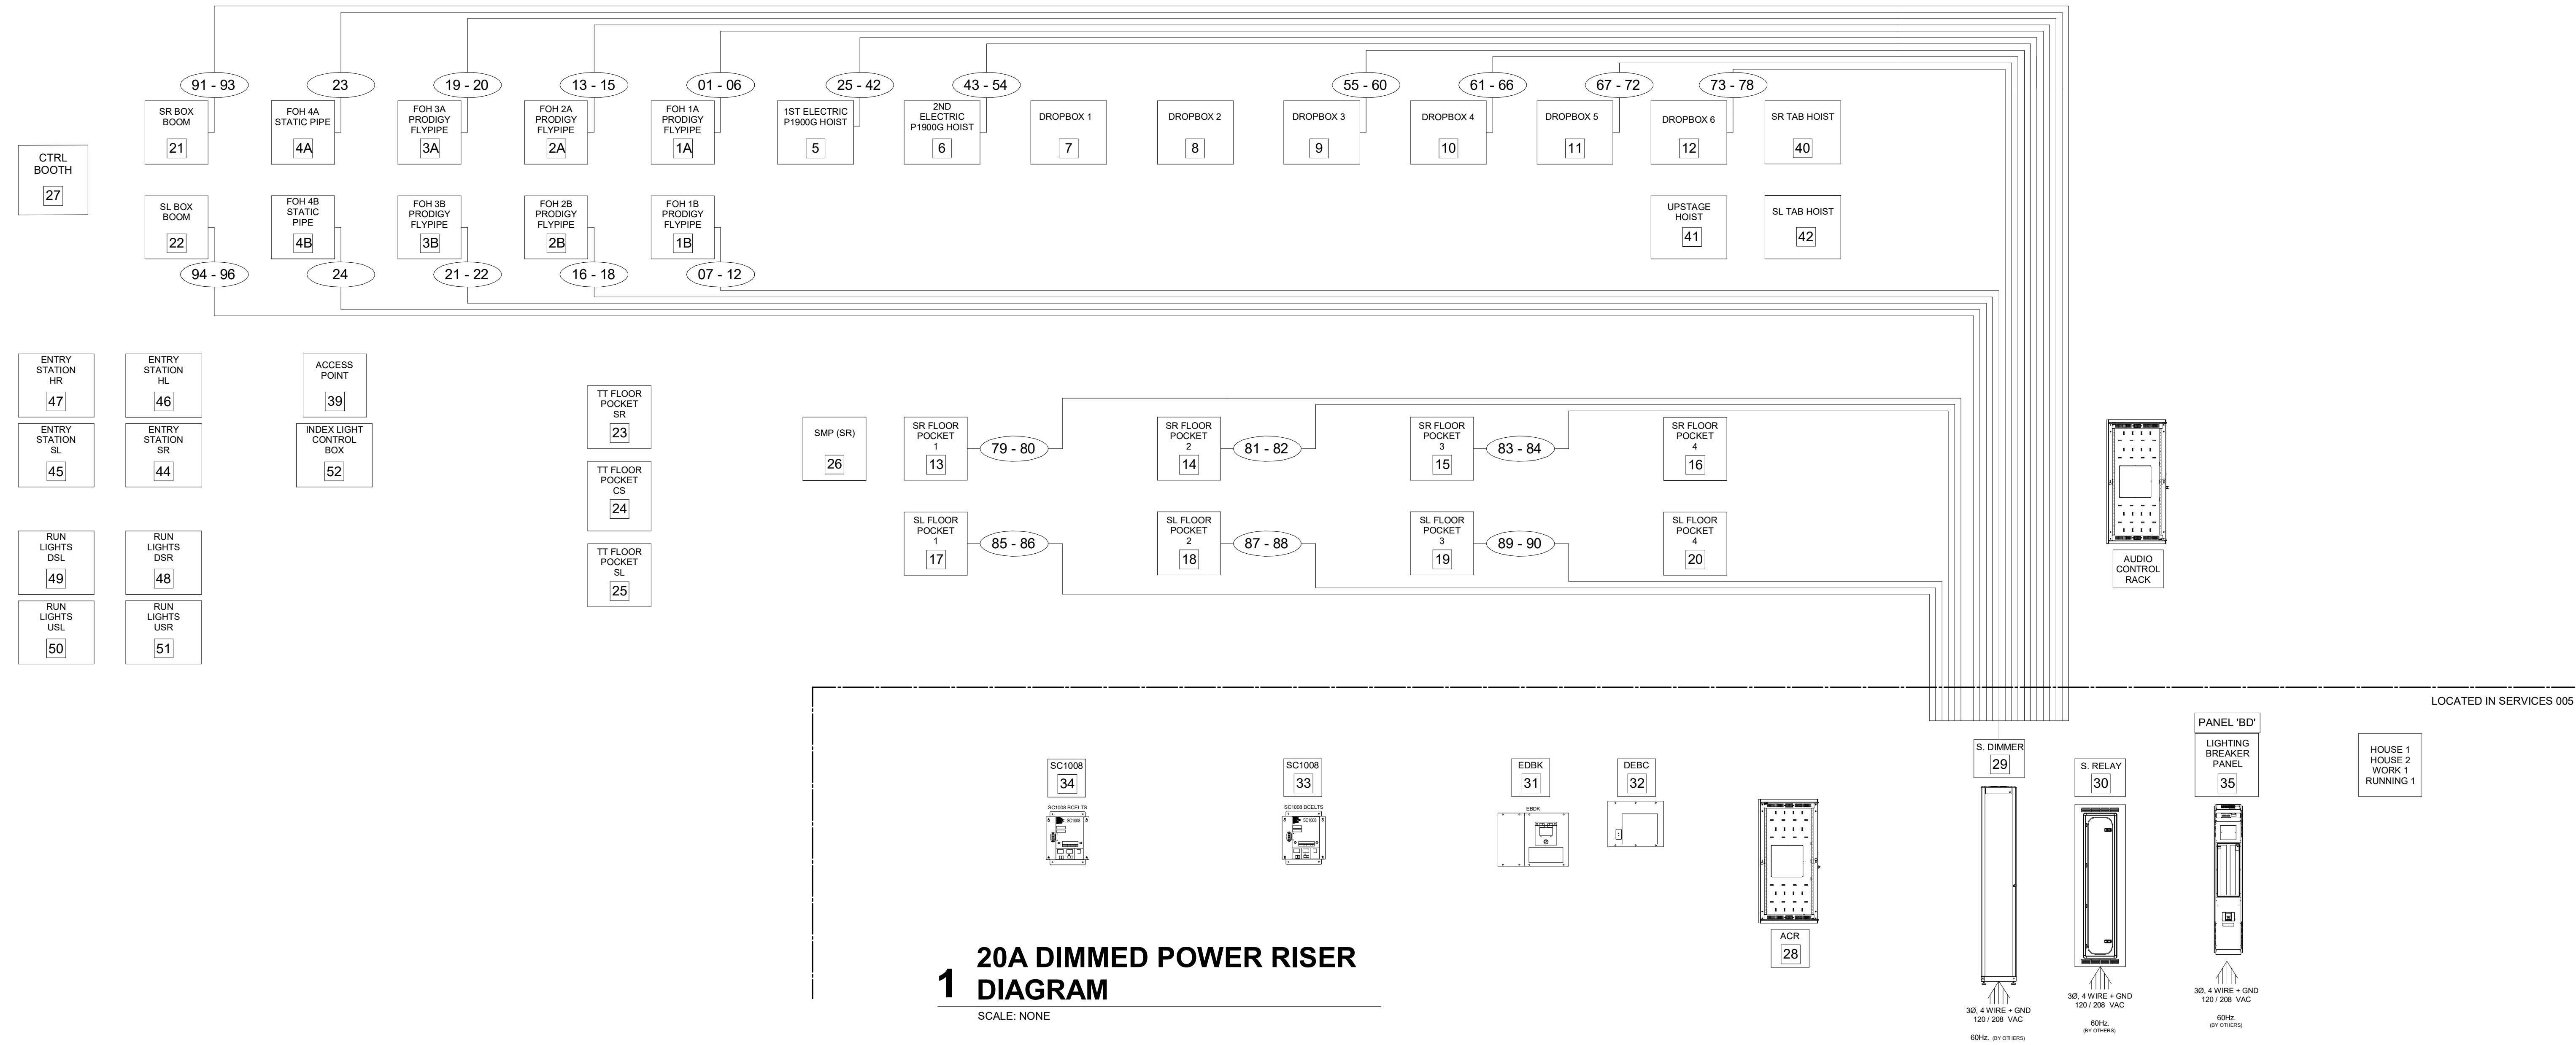 91 - 93
23
19 - 20
13 - 15
01 - 06
25 - 42
43 - 54
55 - 60
61 - 66
67 - 72
73 - 78
CTRL
BOOTH
27
SR BOX
BOOM
21
FOH 4A
STATIC PIPE
4A
FOH 3A
PRODIGY
FLYPIPE
3A
FOH 2A
PRODIGY
FLYPIPE
2A
FOH 1A
PRODIGY
FLYPIPE
1A
1ST ELECTRIC
P1900G HOIST
5
2ND
ELECTRIC
P1900G HOIST
6
DROPBOX 1
7
DROPBOX 2
8
DROPBOX 3
9
DROPBOX 4
10
DROPBOX 5
11
DROPBOX 6
12
SR TAB HOIST
40
SL BOX
BOOM
22
FOH 4B
STATIC
PIPE
4B
FOH 3B
PRODIGY
FLYPIPE
3B
FOH 2B
PRODIGY
FLYPIPE
2B
FOH 1B
PRODIGY
FLYPIPE
1B
UPSTAGE
HOIST
41
SL TAB HOIST
42
94 - 96
24
21 - 22
16 - 18
07 - 12
ENTRY
STATION
HR
47
ENTRY
STATION
HL
46
ACCESS
POINT
39
ENTRY
STATION
SL
45
ENTRY
STATION
SR
44
INDEX LIGHT
CONTROL
BOX
52
TT FLOOR
POCKET
SR
23
TT FLOOR
POCKET
CS
24
TT FLOOR
POCKET
SL
25
SMP (SR)
26
SR FLOOR
POCKET
1
13
79 - 80
SR FLOOR
POCKET
2
14
81 - 82
SR FLOOR
POCKET
3
15
83 - 84
SR FLOOR
POCKET
4
16
SL FLOOR
POCKET
1
17
85 - 86
SL FLOOR
POCKET
2
18
87 - 88
SL FLOOR
POCKET
3
19
89 - 90
SL FLOOR
POCKET
4
20
AUDIO
CONTROL
RACK
RUN
LIGHTS
DSL
49
RUN
LIGHTS
DSR
48
RUN
LIGHTS
USL
50
RUN
LIGHTS
USR
51
LOCATED IN SERVICES 005
SC1008
34
SC1008 BCELTS
SC1008
SC1008
33
SC1008 BCELTS
SC1008
EDBK
31
EBDK
DEBC
32
ACR
28
S. DIMMER
29
3Ø, 4 WIRE + GND
120 / 208 VAC
60Hz. (BY OTHERS)
S. RELAY
30
3Ø, 4 WIRE + GND
120 / 208 VAC
60Hz.
(BY OTHERS)
PANEL 'BD'
LIGHTING
BREAKER
PANEL
35
3Ø, 4 WIRE + GND
120 / 208 VAC
60Hz.
(BY OTHERS)
HOUSE 1
HOUSE 2
WORK 1
RUNNING 1
1
20A DIMMED POWER RISER
DIAGRAM
SCALE: NONE